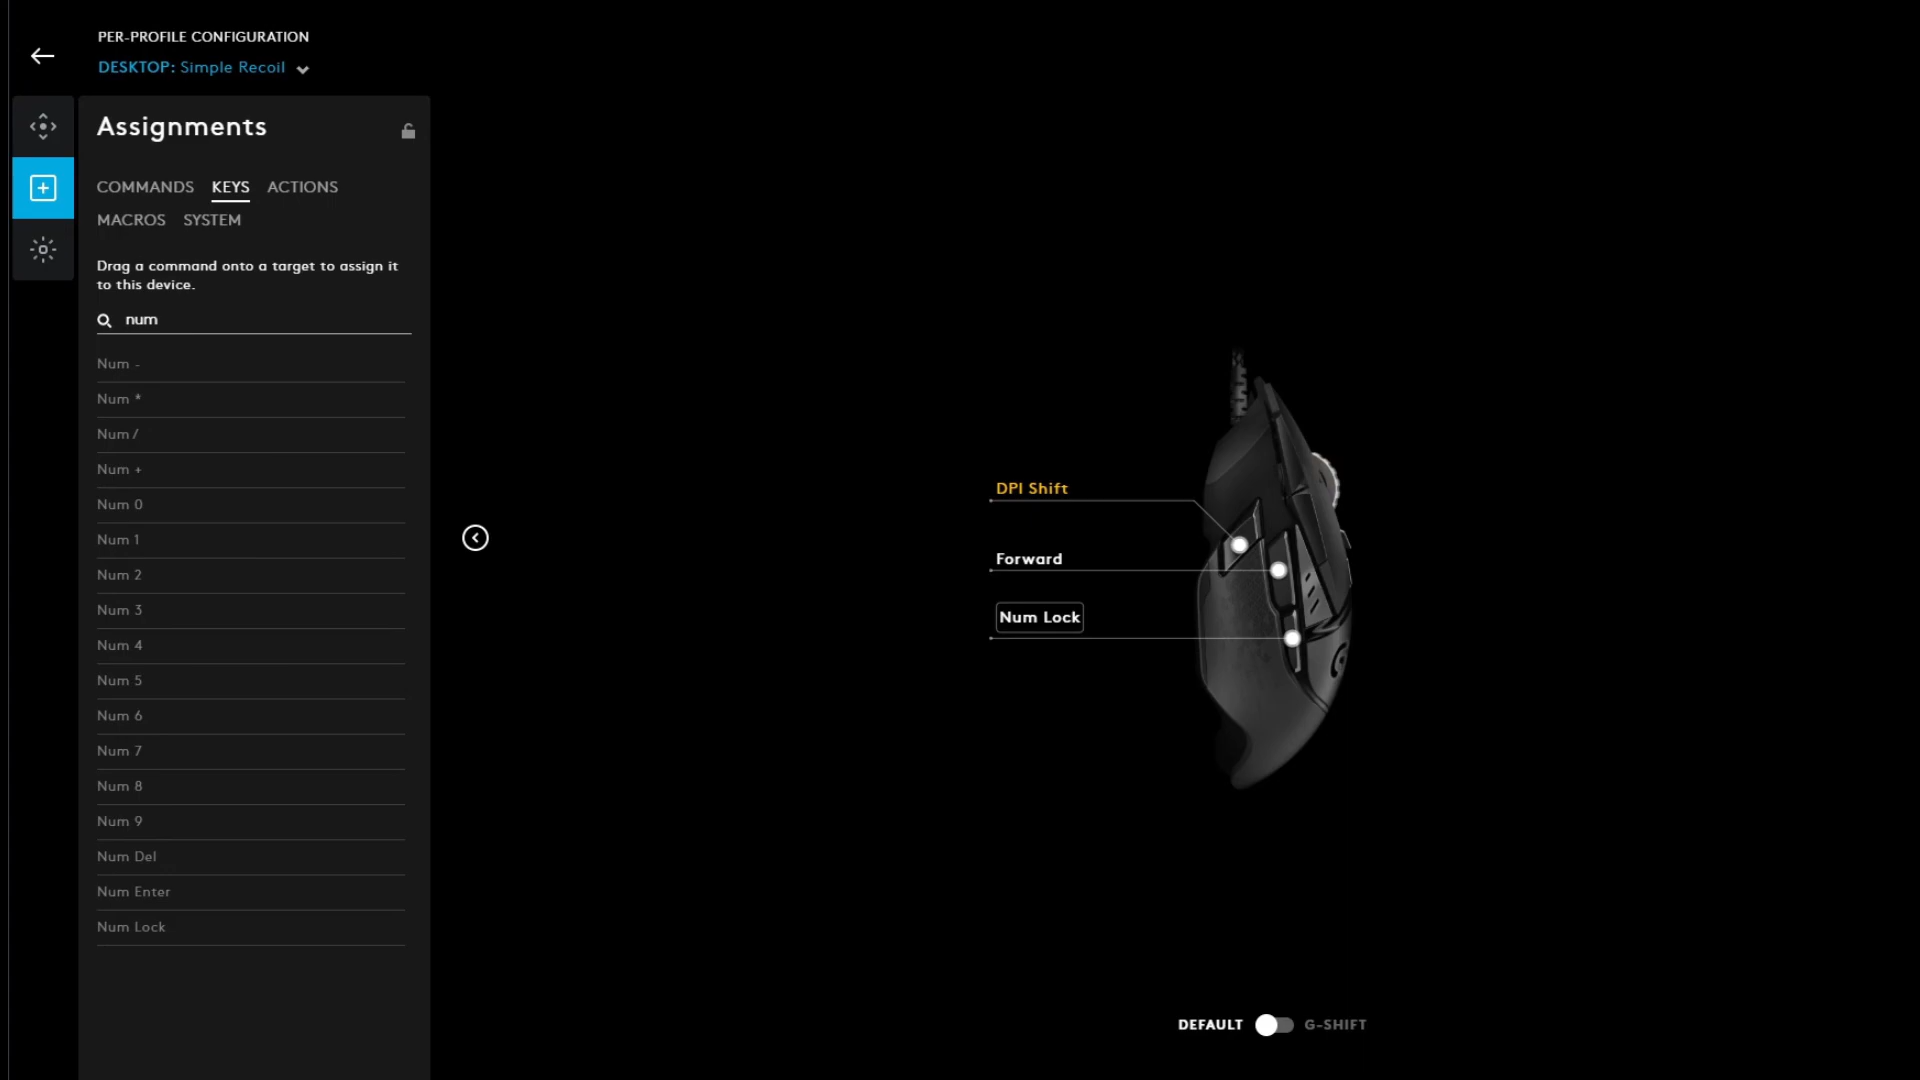 PER-PROFILE CONFIGURATION
DESKTOP: Simple Recoil
Assignments
COMMANDS KEYS ACTIONS
MACROS SYSTEM
Drag a command onto a target to assign it
to this device.
num
Num -
Num *
Num /
Num +
Num 0
Num 1
Num 2
Num 3
Num 4
Num 5
Num 6
Num 7
Num 8
Num 9
Num Del
Num Enter
Num Lock
DPI Shift
Forward
Num Lock
DEFAULT G-SHIFT